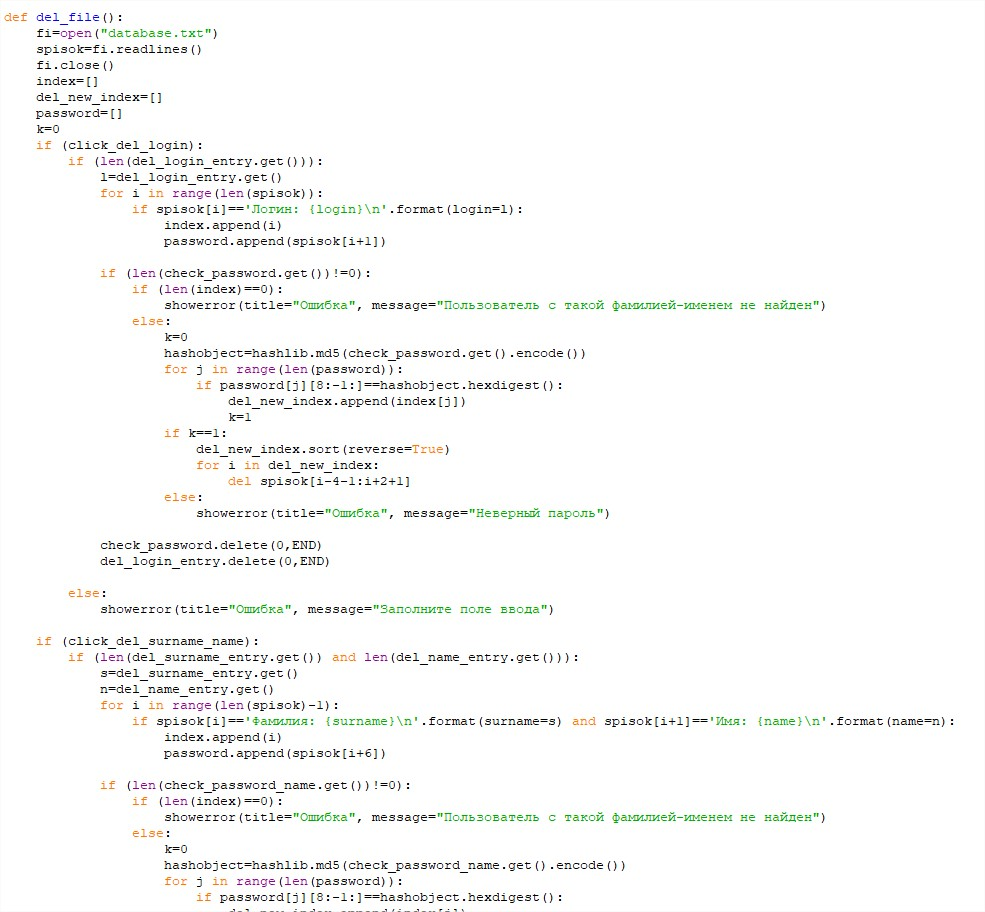 def del_file():
    fi=open("database.txt")
    spisok=fi.readlines()
    fi.close()
    index=[]
    del_new_index=[]
    password=[]
    k=0
    if (click_del_login):
        if (len(del_login_entry.get())):
            l=del_login_entry.get()
            for i in range(len(spisok)):
                if spisok[i]=='Логин: {login}\n'.format(login=l):
                    index.append(i)
                    password.append(spisok[i+1])

            if (len(check_password.get())!=0):
                if (len(index)==0):
                    showerror(title="Ошибка", message="Пользователь с такой фамилией-именем не найден")
                else:
                    k=0
                    hashobject=hashlib.md5(check_password.get().encode())
                    for j in range(len(password)):
                        if password[j][8:-1:]==hashobject.hexdigest():
                            del_new_index.append(index[j])
                            k=1
                    if k==1:
                        del_new_index.sort(reverse=True)
                        for i in del_new_index:
                            del spisok[i-4-1:i+2+1]
                    else:
                        showerror(title="Ошибка", message="Неверный пароль")

            check_password.delete(0,END)
            del_login_entry.delete(0,END)

        else:
            showerror(title="Ошибка", message="Заполните поле ввода")

    if (click_del_surname_name):
        if (len(del_surname_entry.get()) and len(del_name_entry.get())):
            s=del_surname_entry.get()
            n=del_name_entry.get()
            for i in range(len(spisok)-1):
                if spisok[i]=='Фамилия: {surname}\n'.format(surname=s) and spisok[i+1]=='Имя: {name}\n'.format(name=n):
                    index.append(i)
                    password.append(spisok[i+6])

            if (len(check_password_name.get())!=0):
                if (len(index)==0):
                    showerror(title="Ошибка", message="Пользователь с такой фамилией-именем не найден")
                else:
                    k=0
                    hashobject=hashlib.md5(check_password_name.get().encode())
                    for j in range(len(password)):
                        if password[j][8:-1:]==hashobject.hexdigest():